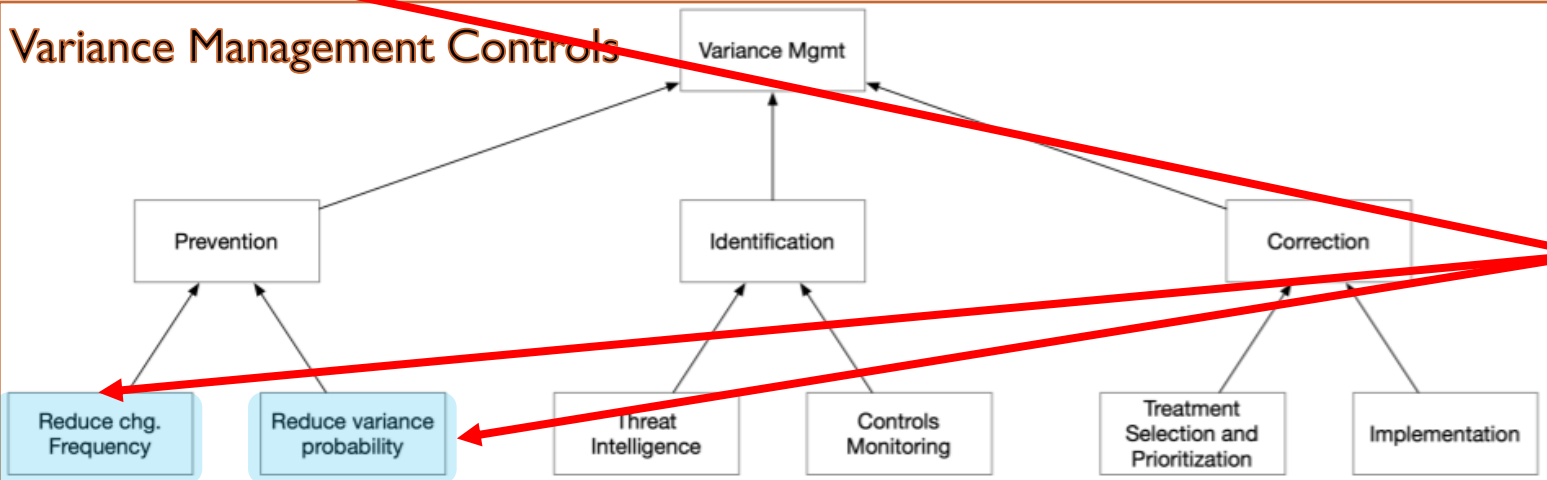 Variance Management Controls
Variance Mgmt
Prevention
Identification
Correction
Reduce chg.
Frequency
Reduce variance
probability
Threat
Intelligence
Controls
Monitoring
Treatment
Selection and
Prioritization
Implementation